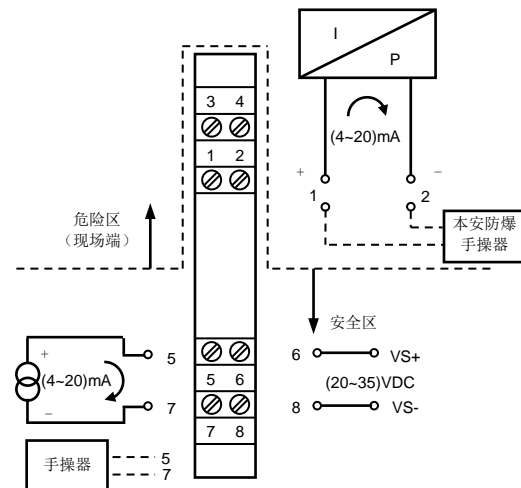 I
P
(4~20)mA
+
−
1
2
本安防爆
手操器
3 4
1 2
危险区
（现场端）
安全区
5 6
7 8
+
(4~20)mA
−
5
7
手操器
5
7
6
VS+
(20~35)VDC
8
VS-